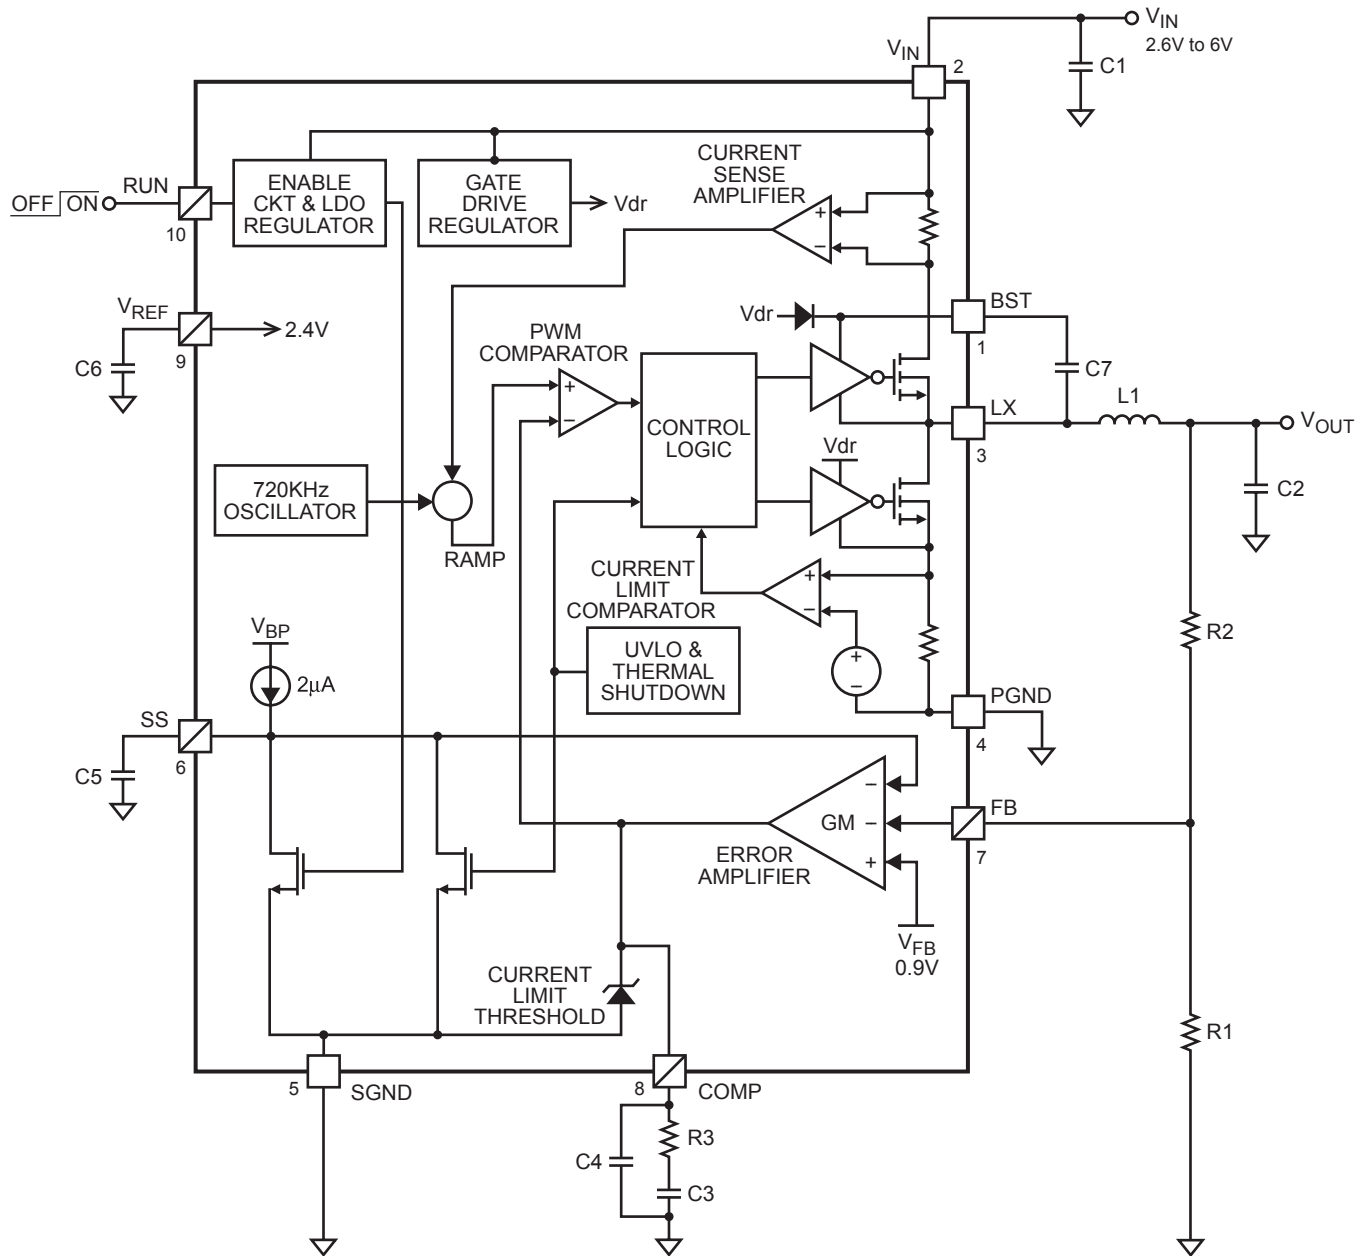 V_IN
2.6V to 6V
V_IN
2
C1
CURRENT
SENSE
AMPLIFIER
RUN
OFF ON
10
ENABLE
CKT & LDO
REGULATOR
GATE
DRIVE
REGULATOR
Vdr
+
−
V_REF
9
2.4V
C6
Vdr
BST
1
C7
PWM
COMPARATOR
+
−
CONTROL
LOGIC
LX
3
L1
V_OUT
C2
Vdr
720KHz
OSCILLATOR
RAMP
CURRENT
LIMIT
COMPARATOR
+
−
+
−
R2
V_BP
2µA
UVLO &
THERMAL
SHUTDOWN
SS
6
C5
PGND
4
FB
7
−
GM −
+
ERROR
AMPLIFIER
V_FB
0.9V
CURRENT
LIMIT
THRESHOLD
R1
5
SGND
8
COMP
R3
C4
C3